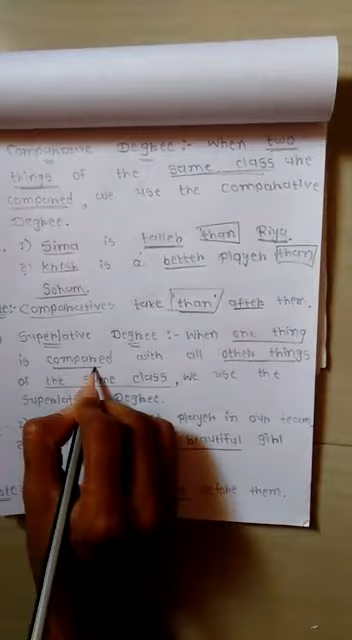 Comparative Degree :- When two
things of the same class are
compared, we use the comparative
Degree.
1) Sima is taller than Riya.
2) Krish is a better player than
Soham.
Comparatives take 'than' after them.
Superlative Degree :- When one thing
is compared with all other things
of the same class, we use the
Superlative Degree.
player in our team
beautiful girl
before them.